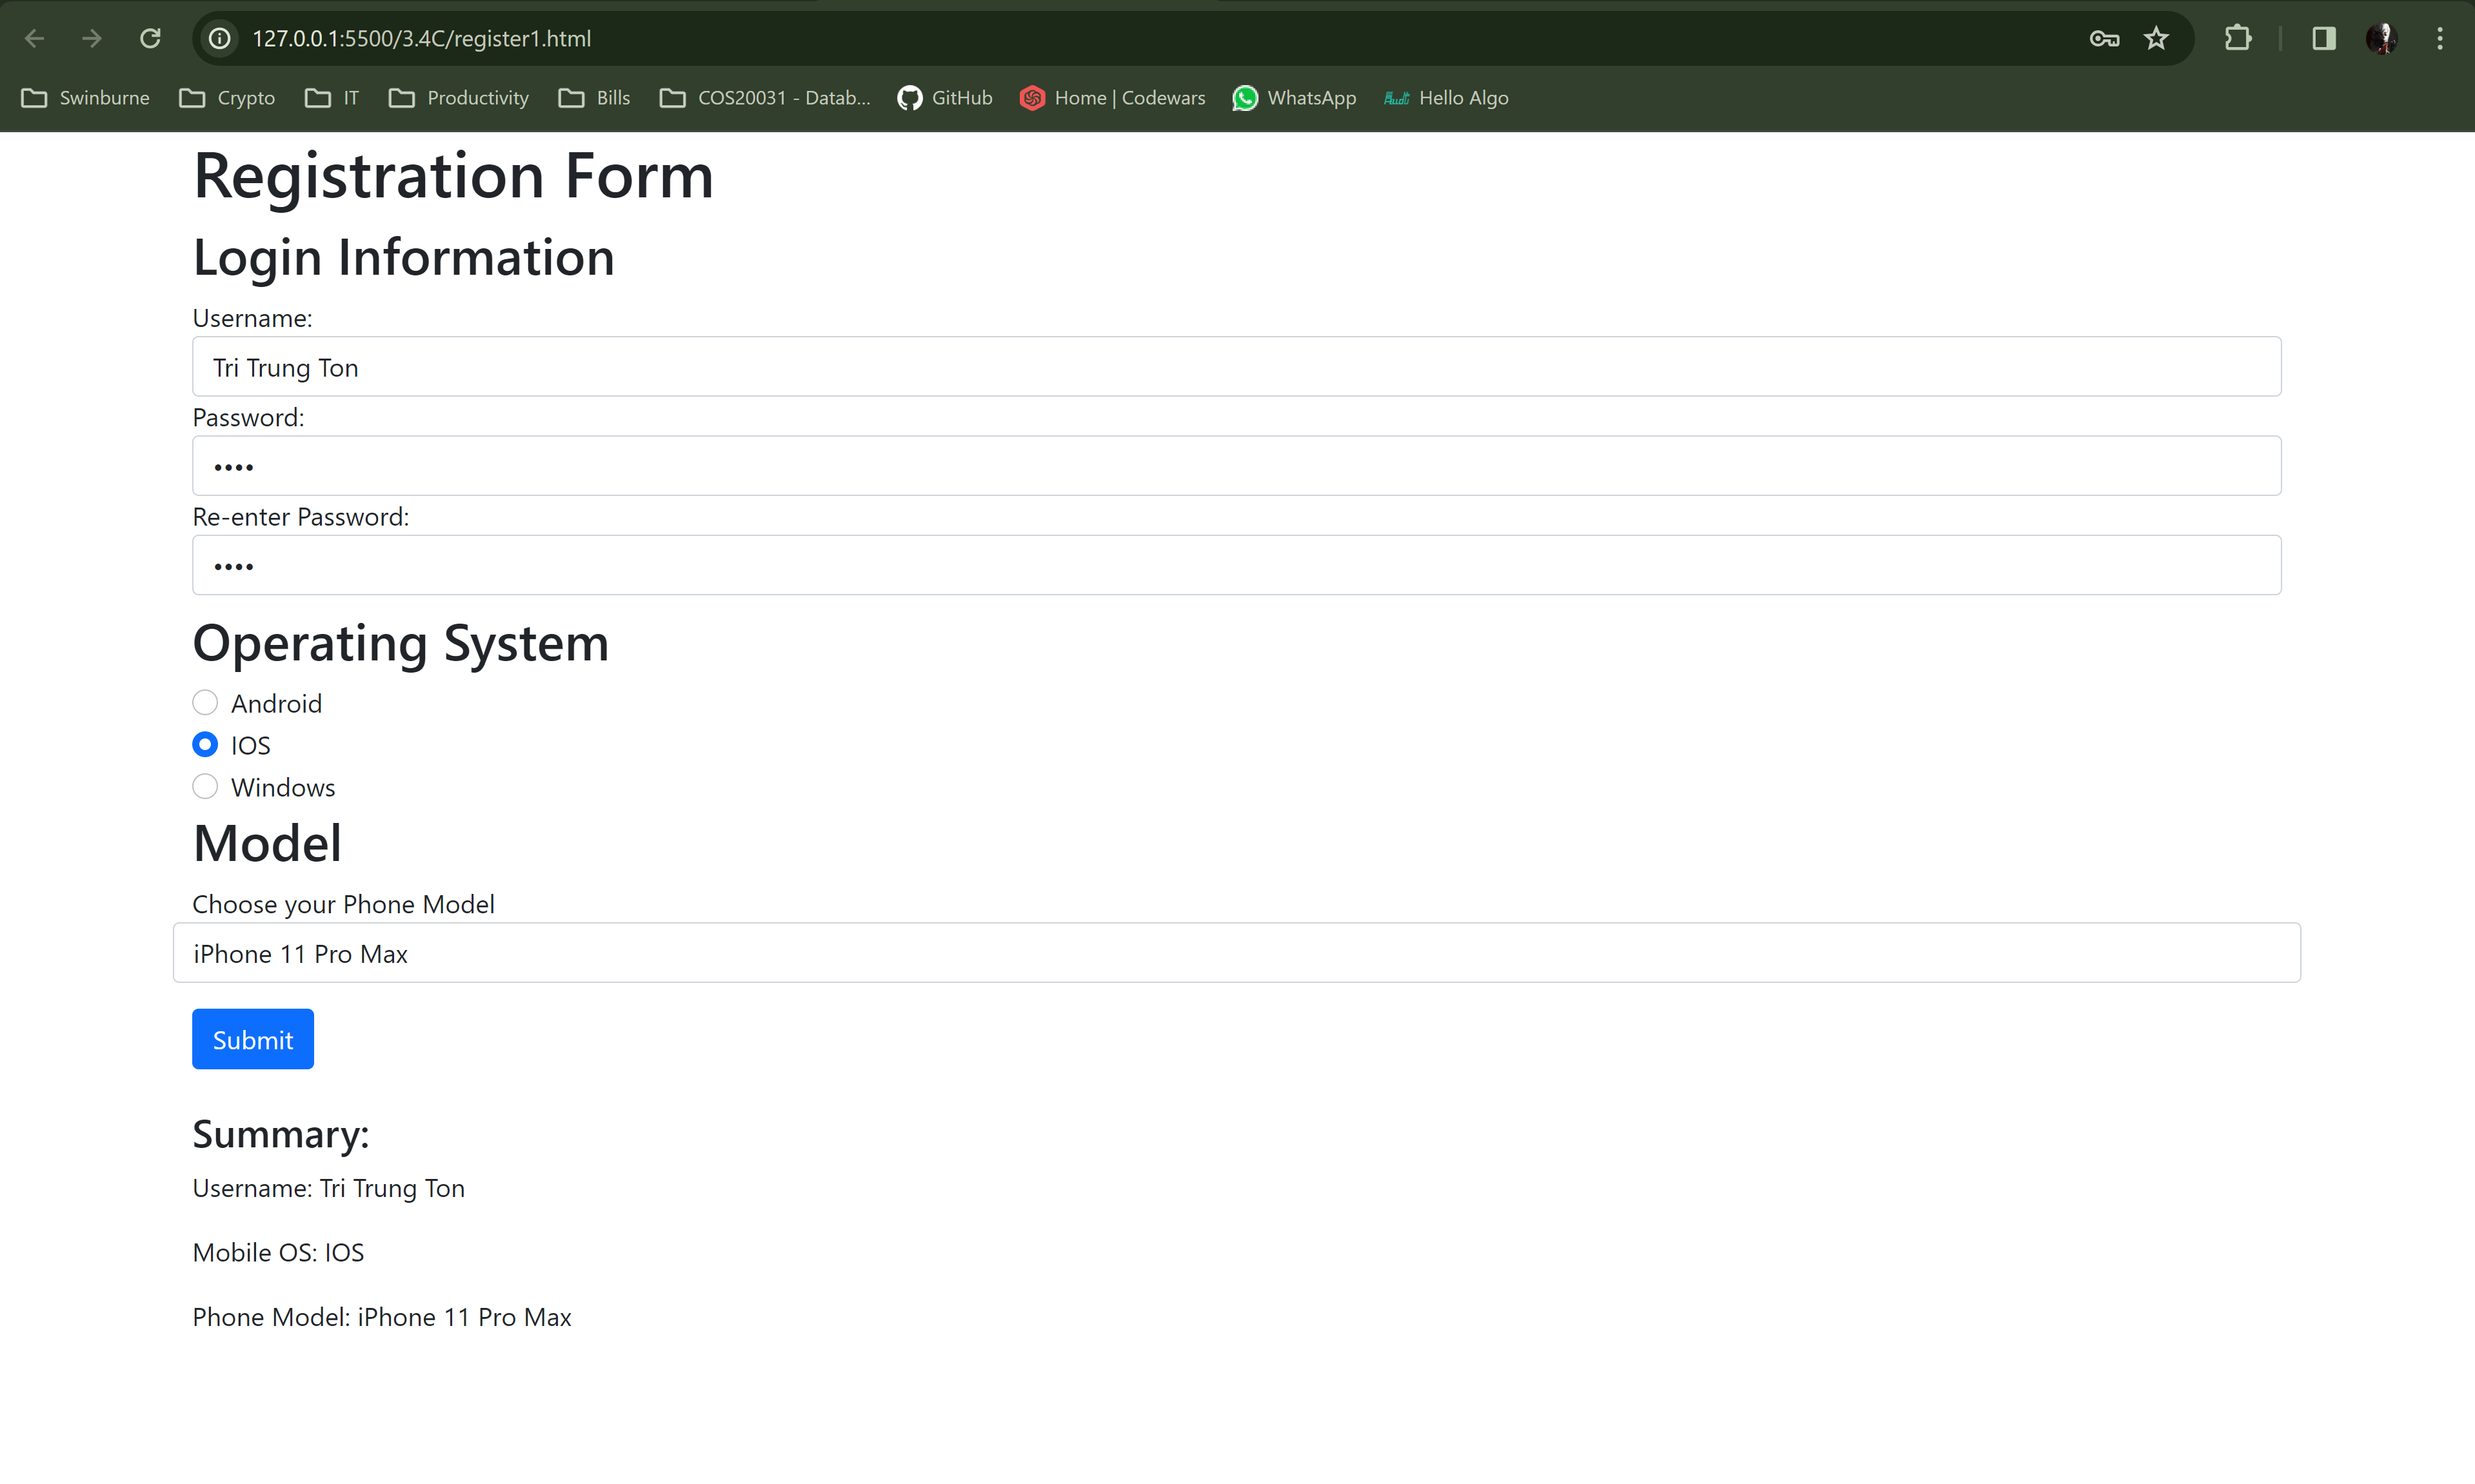 127.0.0.1:5500/3.4C/register1.html
Swinburne Crypto IT Productivity Bills COS20031 - Datab... GitHub Home | Codewars WhatsApp Hello Algo
Registration Form
Login Information
Username:
Tri Trung Ton
Password:
••••
Re-enter Password:
••••
Operating System
Android
IOS
Windows
Model
Choose your Phone Model
iPhone 11 Pro Max
Submit
Summary:
Username: Tri Trung Ton
Mobile OS: IOS
Phone Model: iPhone 11 Pro Max